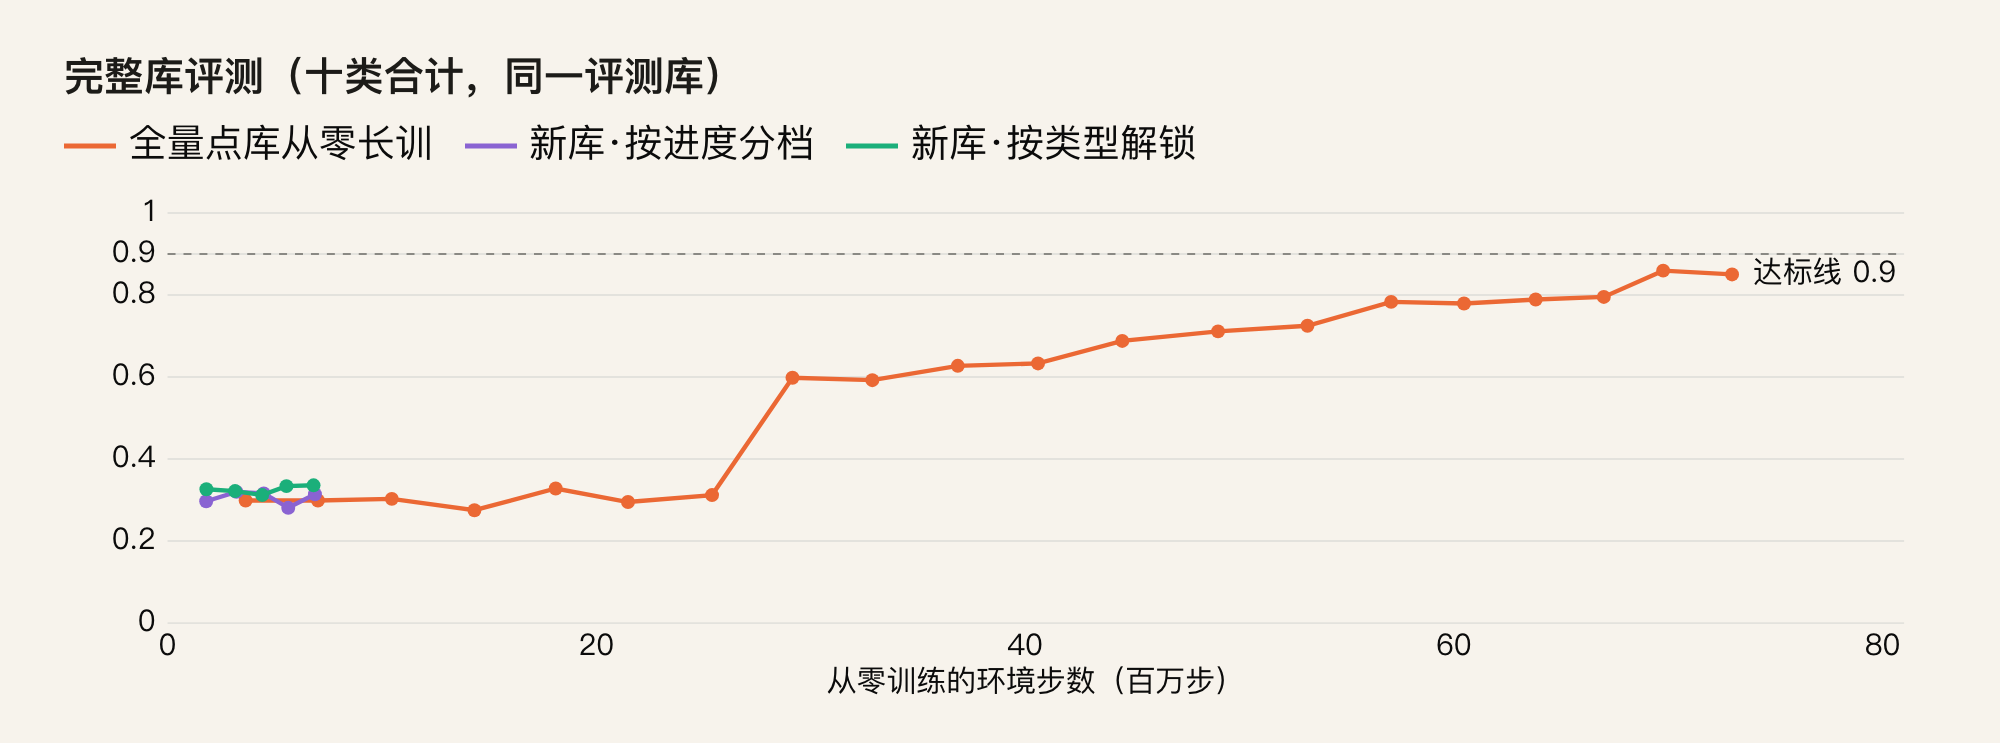 完整库评测（十类合计，同一评测库）
全量点库从零长训 新库·按进度分档 新库·按类型解锁
1
0.9
达标线 0.9
0.8
0.6
0.4
0.2
0
0 20 40 60 80
从零训练的环境步数（百万步）